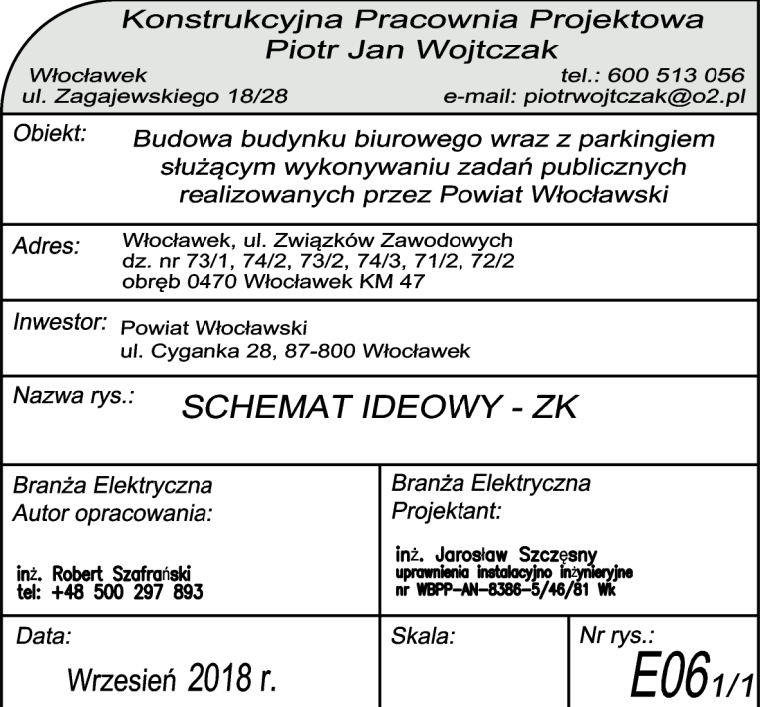 Konstrukcyjna Pracownia Projektowa
Piotr Jan Wojtczak
Włocławek
ul. Zagajewskiego 18/28
tel.: 600 513 056
e-mail: piotrwojtczak@o2.pl
Obiekt:
Budowa budynku biurowego wraz z parkingiem
służącym wykonywaniu zadań publicznych
realizowanych przez Powiat Włocławski
Adres:
Włocławek, ul. Związków Zawodowych
dz. nr 73/1, 74/2, 73/2, 74/3, 71/2, 72/2
obręb 0470 Włocławek KM 47
Inwestor:
Powiat Włocławski
ul. Cyganka 28, 87-800 Włocławek
Nazwa rys.:
SCHEMAT IDEOWY - ZK
Branża Elektryczna
Autor opracowania:
inż. Robert Szafrański
tel: +48 500 297 893
Branża Elektryczna
Projektant:
inż. Jarosław Szczęsny
uprawnienia instalacyjno inżynieryjne
nr WBPP-AN-8386-5/46/81 Wk
Data:
Wrzesień 2018 r.
Skala:
Nr rys.:
E06 1/1